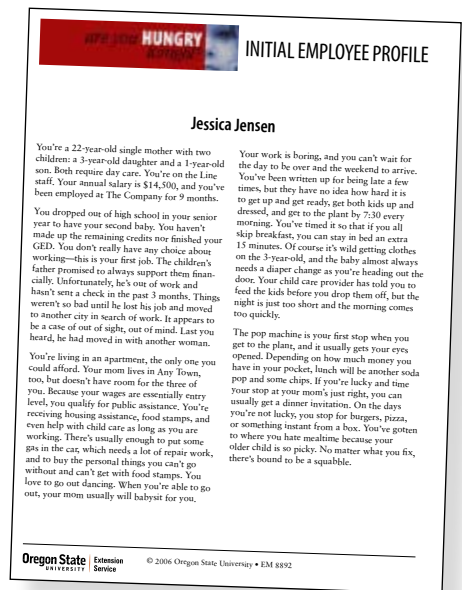 are you HUNGRY
tonight?
INITIAL EMPLOYEE PROFILE
Jessica Jensen
You're a 22-year-old single mother with two
children: a 3-year-old daughter and a 1-year-old
son. Both require day care. You're on the Line
staff. Your annual salary is $14,500, and you've
been employed at The Company for 9 months.
You dropped out of high school in your senior
year to have your second baby. You haven't
made up the remaining credits nor finished your
GED. You don't really have any choice about
working—this is your first job. The children's
father promised to always support them finan-
cially. Unfortunately, he's out of work and
hasn't sent a check in the past 3 months. Things
weren't so bad until he lost his job and moved
to another city in search of work. It appears to
be a case of out of sight, out of mind. Last you
heard, he had moved in with another woman.
You're living in an apartment, the only one you
could afford. Your mom lives in Any Town,
too, but doesn't have room for the three of
you. Because your wages are essentially entry
level, you qualify for public assistance. You're
receiving housing assistance, food stamps, and
even help with child care as long as you are
working. There's usually enough to put some
gas in the car, which needs a lot of repair work,
and to buy the personal things you can't go
without and can't get with food stamps. You
love to go out dancing. When you're able to go
out, your mom usually will babysit for you.
Your work is boring, and you can't wait for
the day to be over and the weekend to arrive.
You've been written up for being late a few
times, but they have no idea how hard it is
to get up and get ready, get both kids up and
dressed, and get to the plant by 7:30 every
morning. You've timed it so that if you all
skip breakfast, you can stay in bed an extra
15 minutes. Of course it's wild getting clothes
on the 3-year-old, and the baby almost always
needs a diaper change as you're heading out the
door. Your child care provider has told you to
feed the kids before you drop them off, but the
night is just too short and the morning comes
too quickly.
The pop machine is your first stop when you
get to the plant, and it usually gets your eyes
opened. Depending on how much money you
have in your pocket, lunch will be another soda
pop and some chips. If you're lucky and time
your stop at your mom's just right, you can
usually get a dinner invitation. On the days
you're not lucky, you stop for burgers, pizza,
or something instant from a box. You've gotten
to where you hate mealtime because your
older child is so picky. No matter what you fix,
there's bound to be a squabble.
Oregon State
UNIVERSITY
Extension
Service
© 2006 Oregon State University • EM 8892